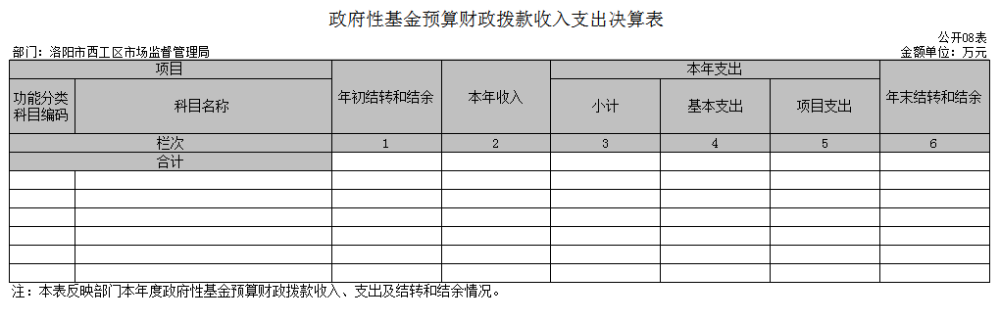 政府性基金预算财政拨款收入支出决算表
公开08表
部门：洛阳市西工区市场监督管理局 金额单位：万元
项目 年初结转和结余 本年收入 本年支出 年末结转和结余
功能分类科目编码 科目名称 小计 基本支出 项目支出
栏次 1 2 3 4 5 6
合计
注：本表反映部门本年度政府性基金预算财政拨款收入、支出及结转和结余情况。